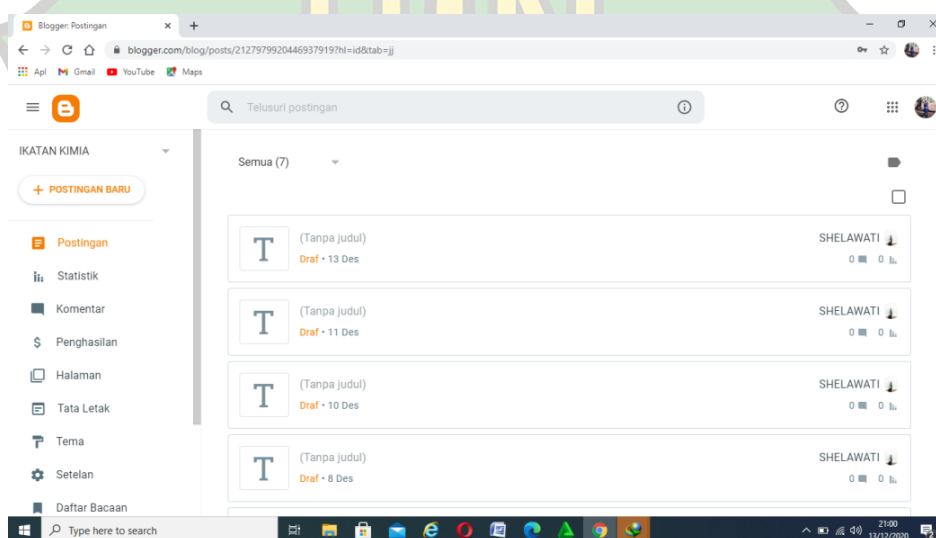 Blogger: Postingan
blogger.com/blog/posts/2127979920446937919?hl=id&tab=jj
Apl Gmail YouTube Maps
Telusuri postingan
IKATAN KIMIA
Semua (7)
POSTINGAN BARU
Postingan
Statistik
Komentar
Penghasilan
Halaman
Tata Letak
Tema
Setelan
Daftar Bacaan
(Tanpa judul) SHELAWATI
Draf • 13 Des 0 0
(Tanpa judul) SHELAWATI
Draf • 11 Des 0 0
(Tanpa judul) SHELAWATI
Draf • 10 Des 0 0
(Tanpa judul) SHELAWATI
Draf • 8 Des 0 0
Type here to search
21:00
13/12/2020